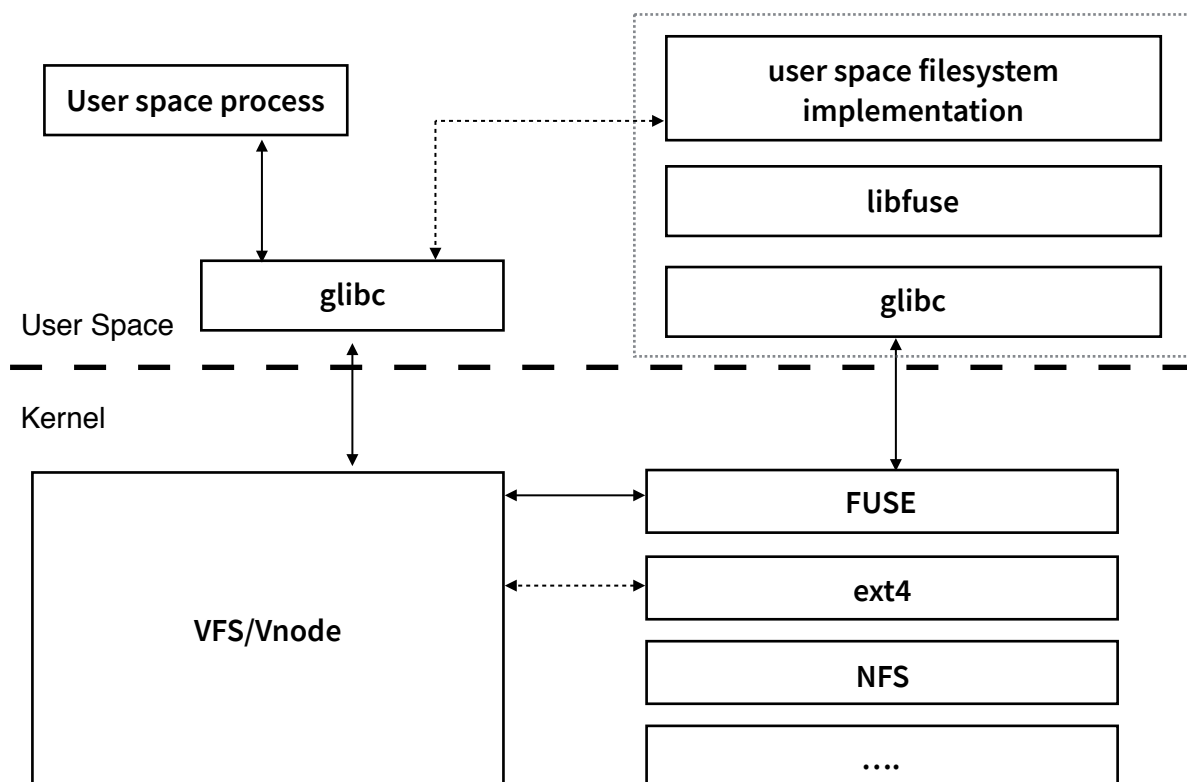 user space filesystem
implementation
User space process
libfuse
glibc
glibc
User Space
Kernel
FUSE
ext4
VFS/Vnode
NFS
....